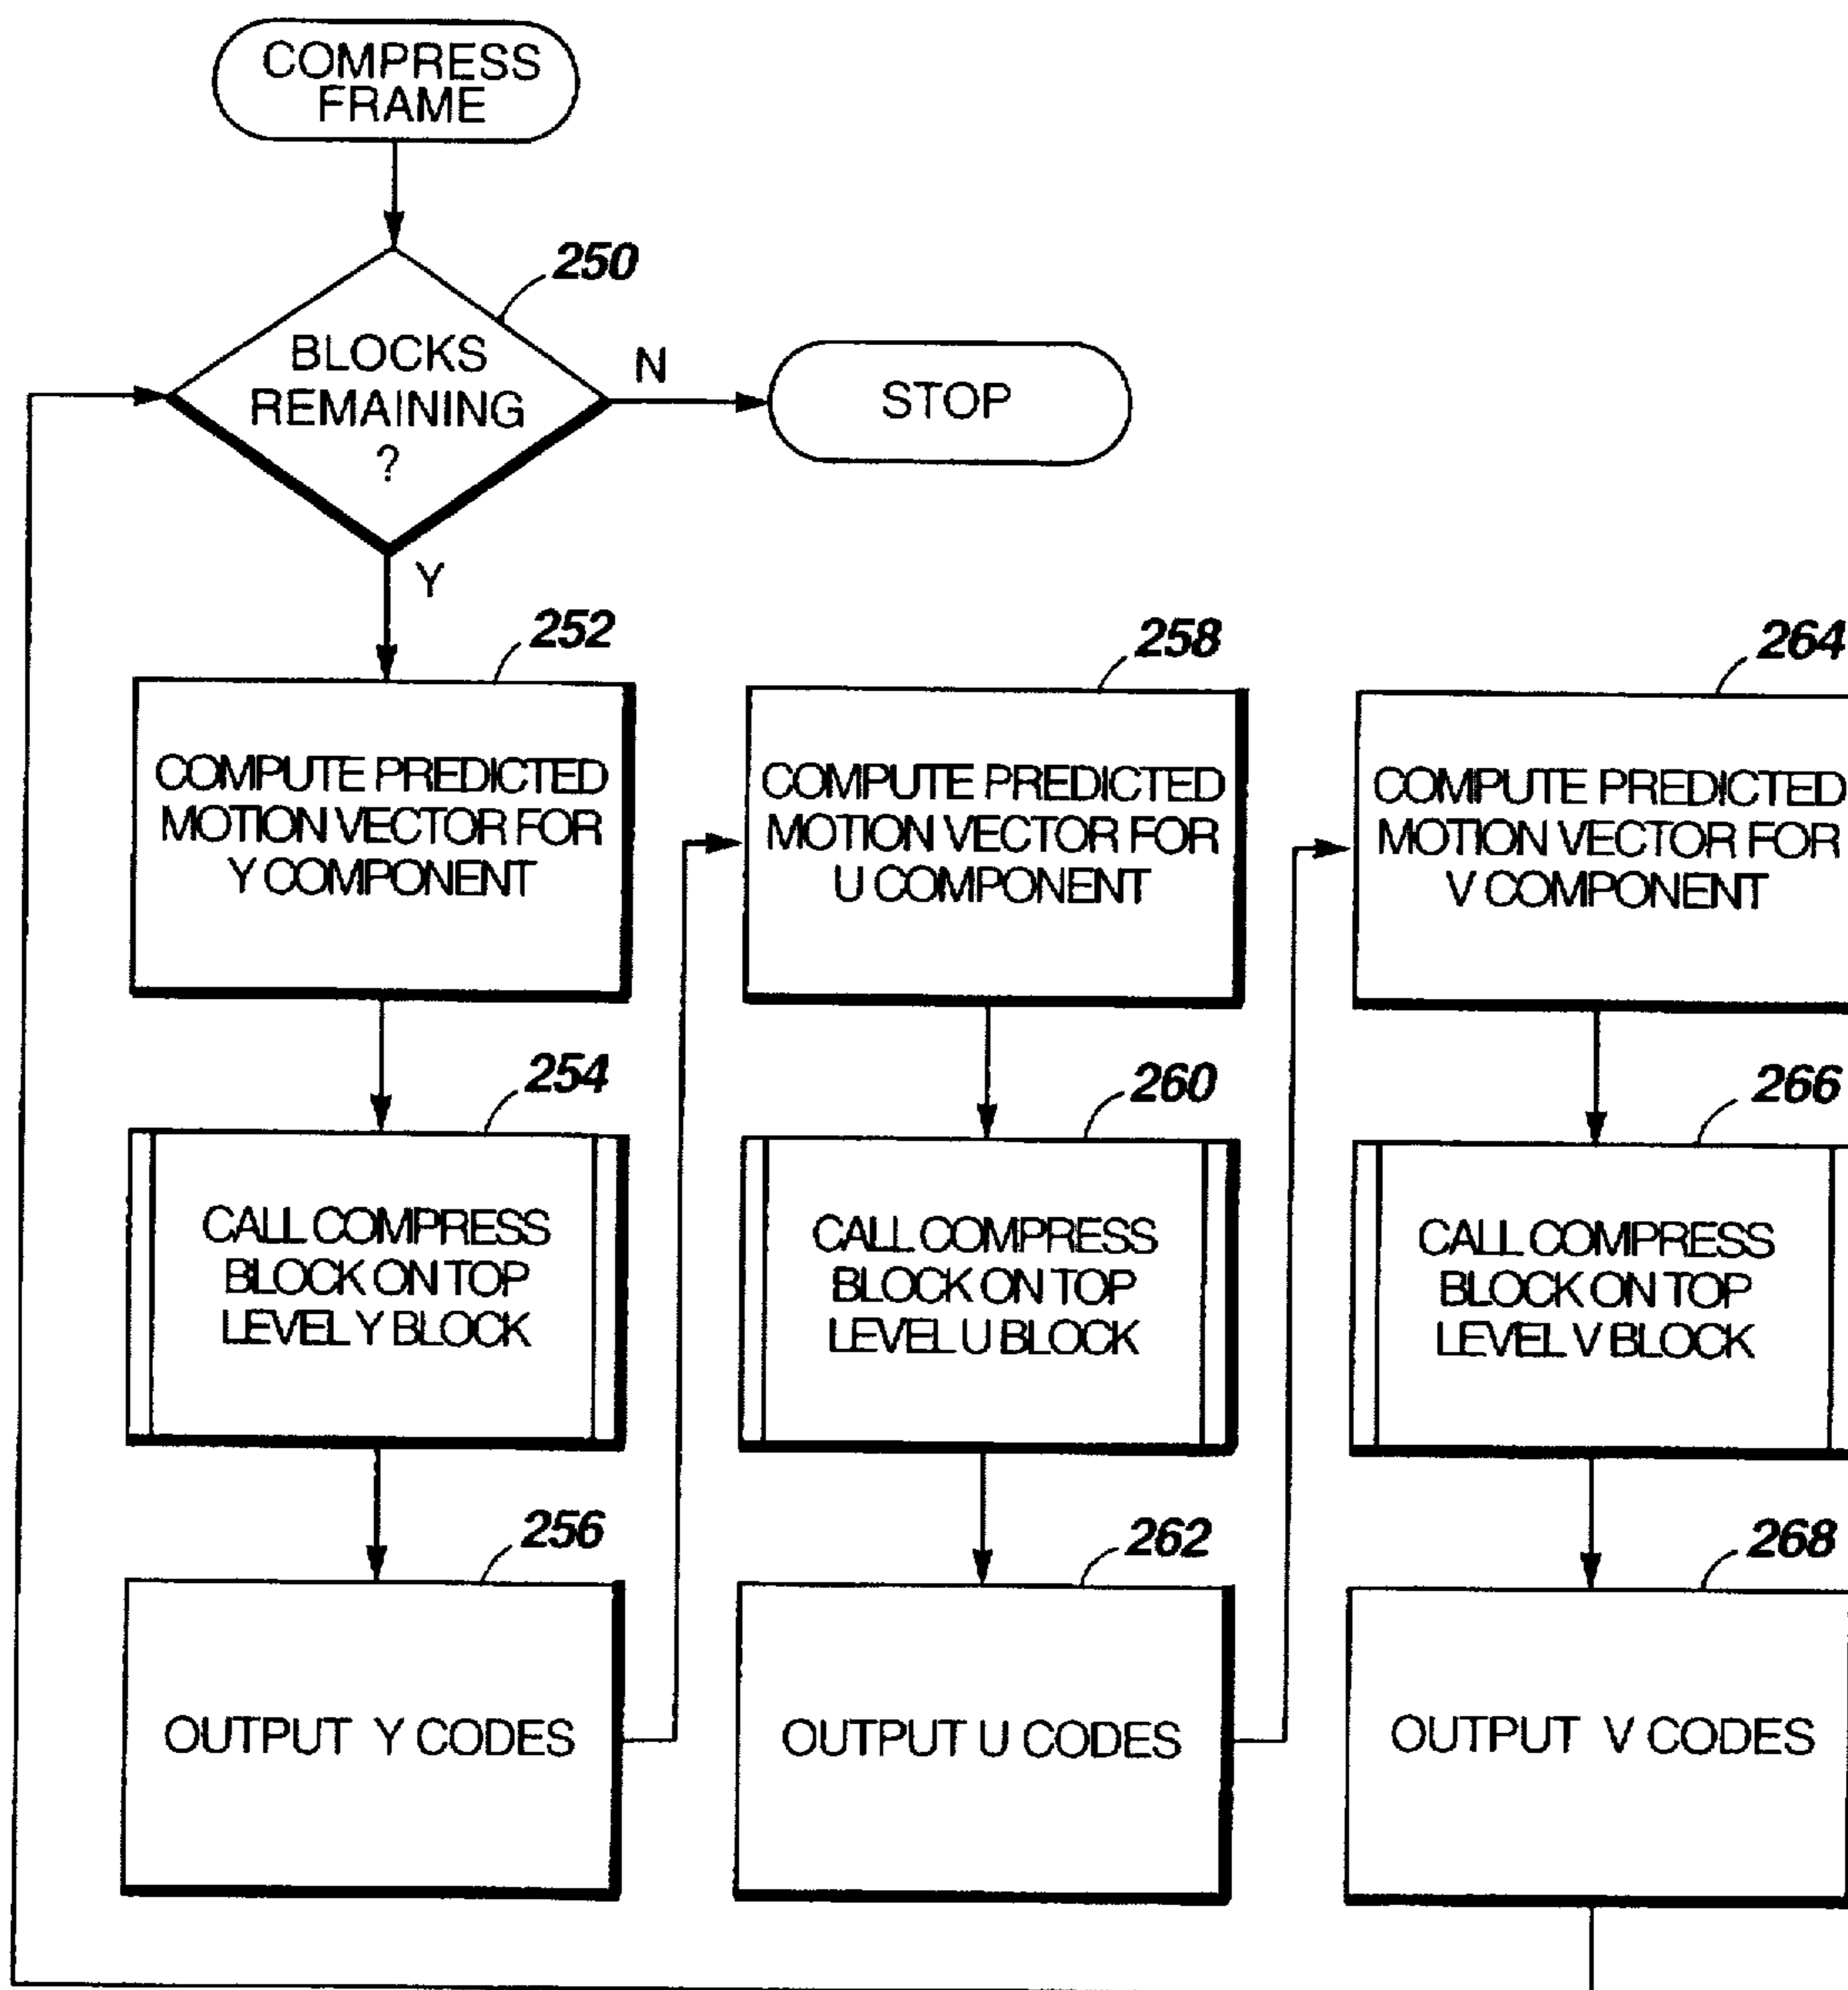 COMPRESS
FRAME
250
BLOCKS
REMAINING
?
N
STOP
Y
252
COMPUTE PREDICTED
MOTION VECTOR FOR
Y COMPONENT
254
CALL COMPRESS
BLOCK ON TOP
LEVEL Y BLOCK
256
OUTPUT Y CODES
258
COMPUTE PREDICTED
MOTION VECTOR FOR
U COMPONENT
260
CALL COMPRESS
BLOCK ON TOP
LEVEL U BLOCK
262
OUTPUT U CODES
264
COMPUTE PREDICTED
MOTION VECTOR FOR
V COMPONENT
266
CALL COMPRESS
BLOCK ON TOP
LEVEL V BLOCK
268
OUTPUT V CODES